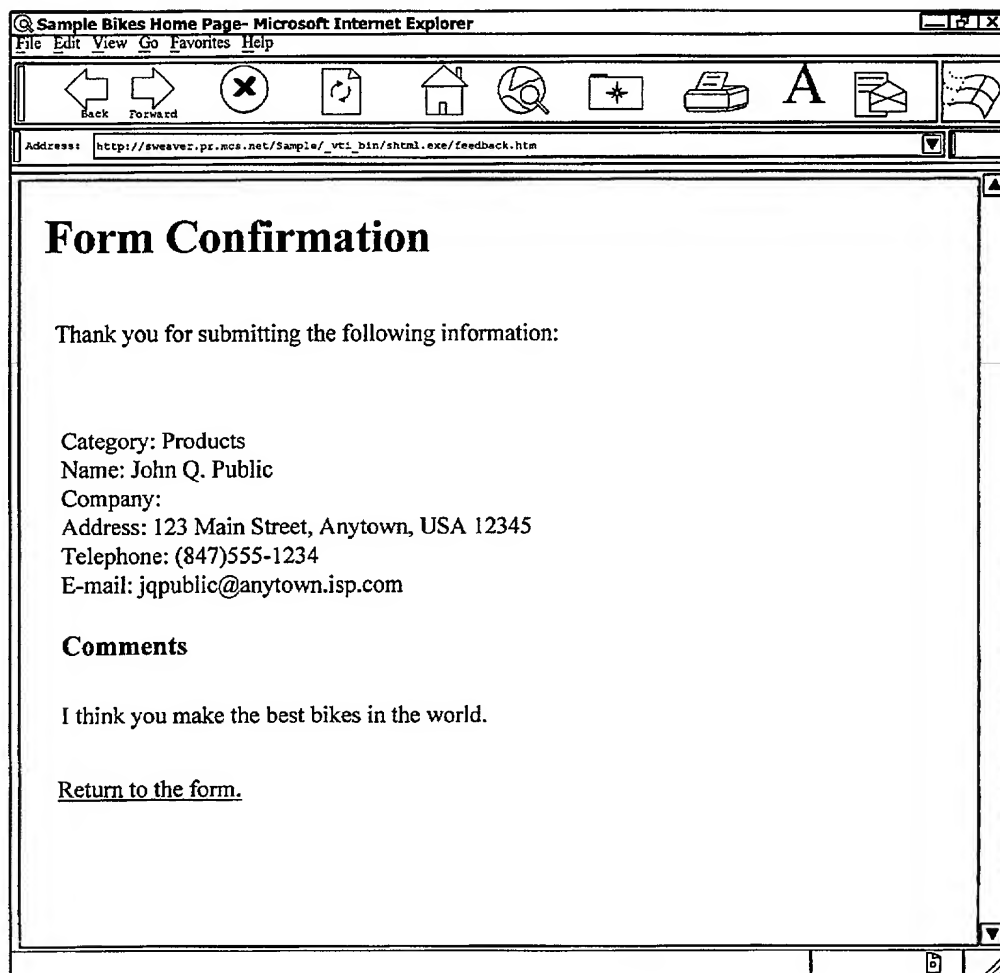 Sample Bikes Home Page- Microsoft Internet Explorer
File Edit View Go Favorites Help
Back Forward
A
Address: http://sweaver.pr.mcs.net/Sample/_vti_bin/shtml.exe/feedback.htm
Form Confirmation
Thank you for submitting the following information:
Category: Products
Name: John Q. Public
Company:
Address: 123 Main Street, Anytown, USA 12345
Telephone: (847)555-1234
E-mail: jqpublic@anytown.isp.com
Comments
I think you make the best bikes in the world.
Return to the form.